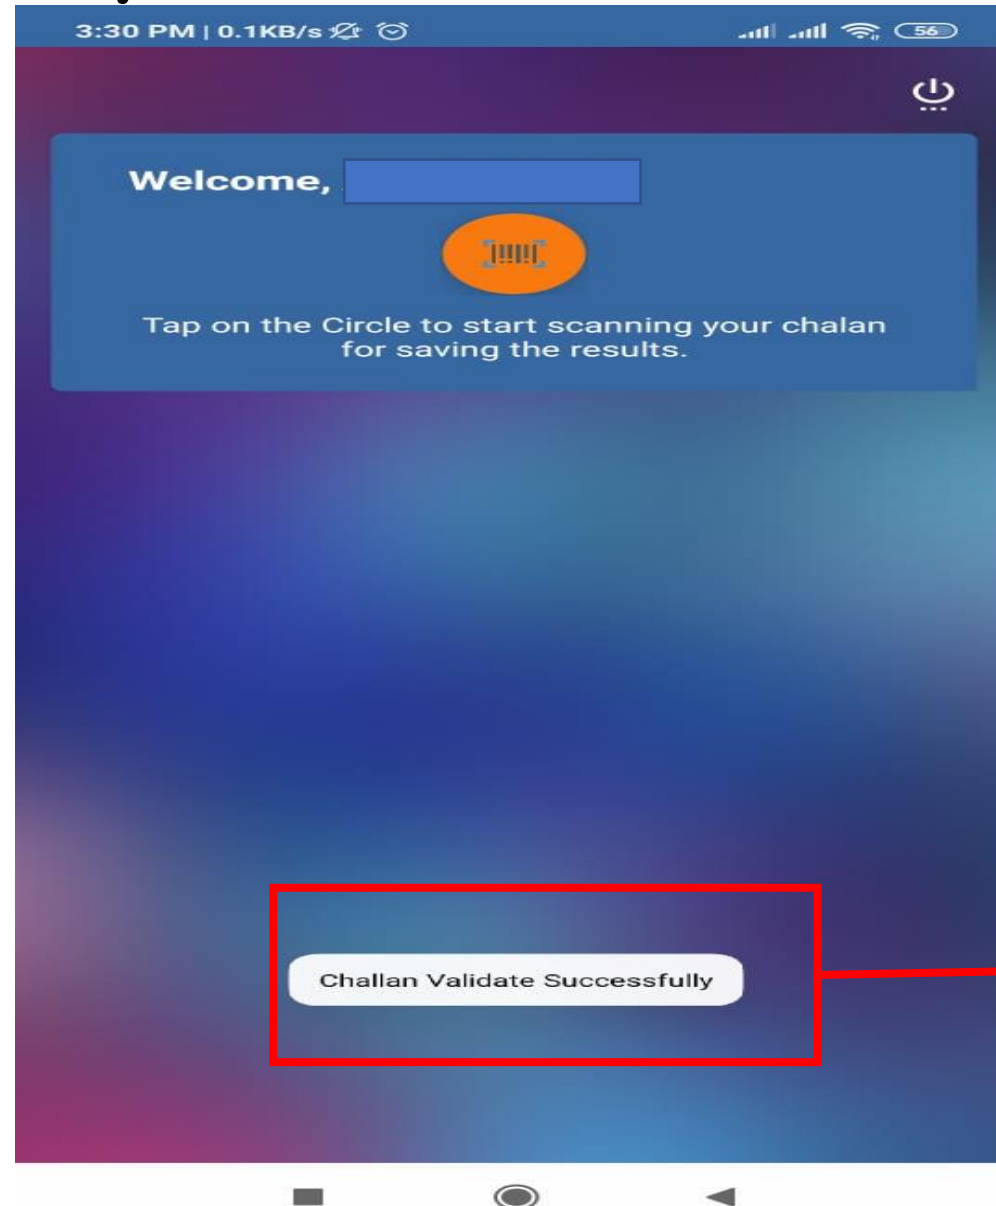 3:30 PM | 0.1KB/s
56
Welcome,
Tap on the Circle to start scanning your chalan
for saving the results.
Challan Validate Successfully